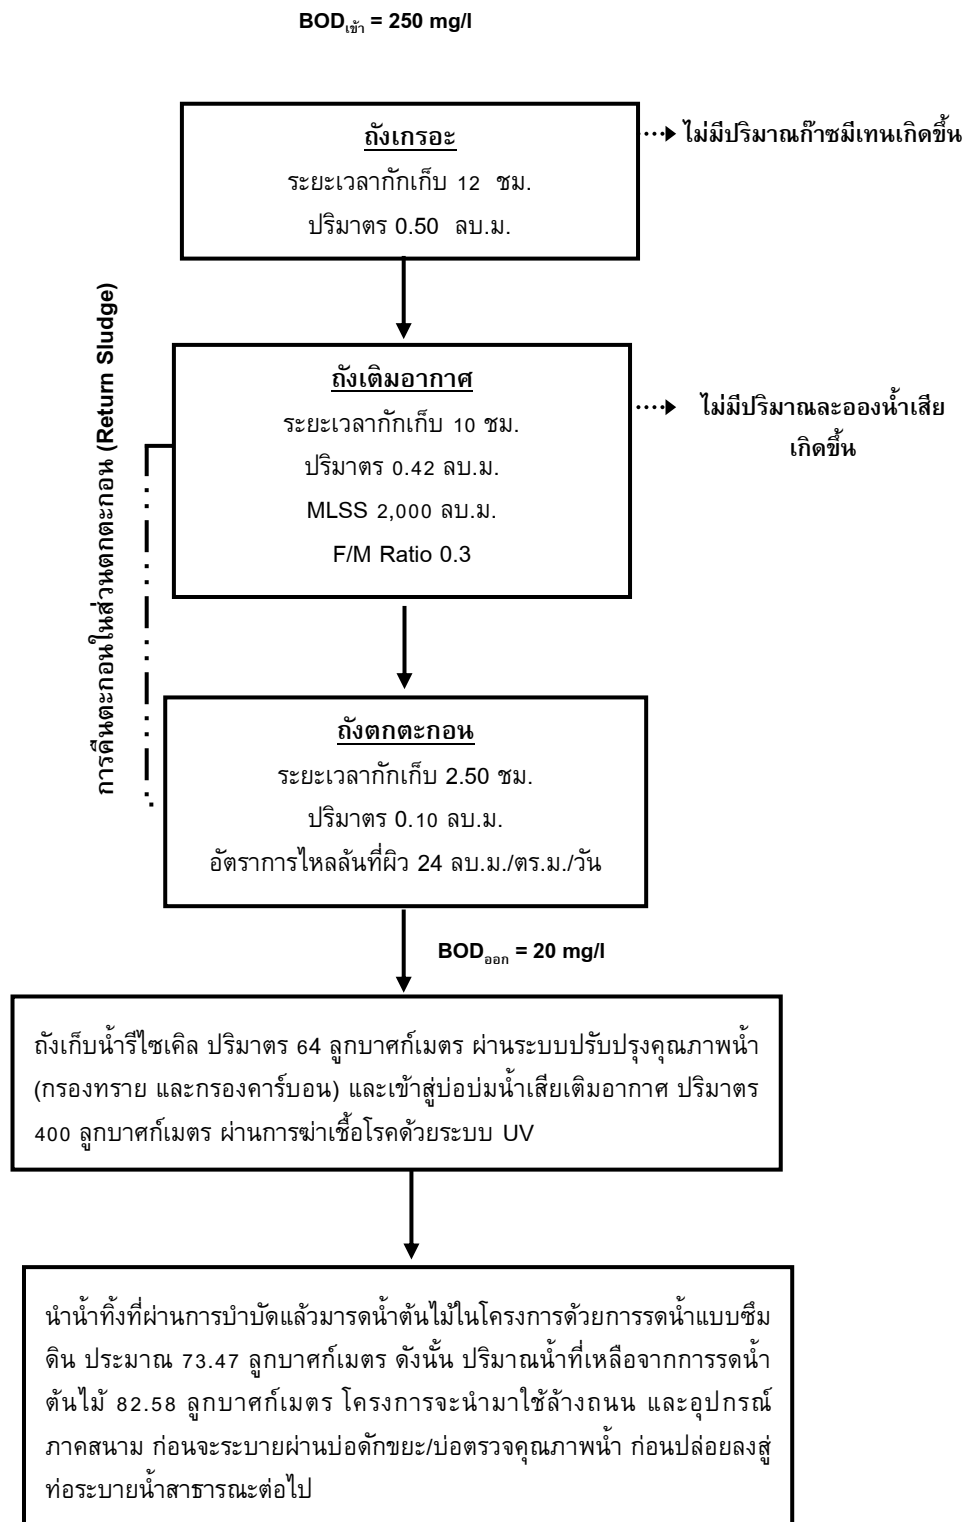 BODเข้า = 250 mg/l
ถังเกรอะ
ระยะเวลากักเก็บ 12 ชม.
ปริมาตร 0.50 ลบ.ม.
ไม่มีปริมาณก๊าซมีเทนเกิดขึ้น
ถังเติมอากาศ
ระยะเวลากักเก็บ 10 ชม.
ปริมาตร 0.42 ลบ.ม.
MLSS 2,000 ลบ.ม.
F/M Ratio 0.3
ไม่มีปริมาณละอองน้ำเสีย
เกิดขึ้น
การคืนตะกอนในส่วนตกตะกอน (Return Sludge)
ถังตกตะกอน
ระยะเวลากักเก็บ 2.50 ชม.
ปริมาตร 0.10 ลบ.ม.
อัตราการไหลล้นที่ผิว 24 ลบ.ม./ตร.ม./วัน
BODออก = 20 mg/l
ถังเก็บน้ำรีไซเคิล ปริมาตร 64 ลูกบาศก์เมตร ผ่านระบบปรับปรุงคุณภาพน้ำ
(กรองทราย และกรองคาร์บอน) และเข้าสู่บ่อบ่มน้ำเสียเติมอากาศ ปริมาตร
400 ลูกบาศก์เมตร ผ่านการฆ่าเชื้อโรคด้วยระบบ UV
นำน้ำทิ้งที่ผ่านการบำบัดแล้วมารดน้ำต้นไม้ในโครงการด้วยการรดน้ำแบบซึม
ดิน ประมาณ 73.47 ลูกบาศก์เมตร ดังนั้น ปริมาณน้ำที่เหลือจากการรดน้ำ
ต้นไม้ 82.58 ลูกบาศก์เมตร โครงการจะนำมาใช้ล้างถนน และอุปกรณ์
ภาคสนาม ก่อนจะระบายผ่านบ่อดักขยะ/บ่อตรวจคุณภาพน้ำ ก่อนปล่อยลงสู่
ท่อระบายน้ำสาธารณะต่อไป